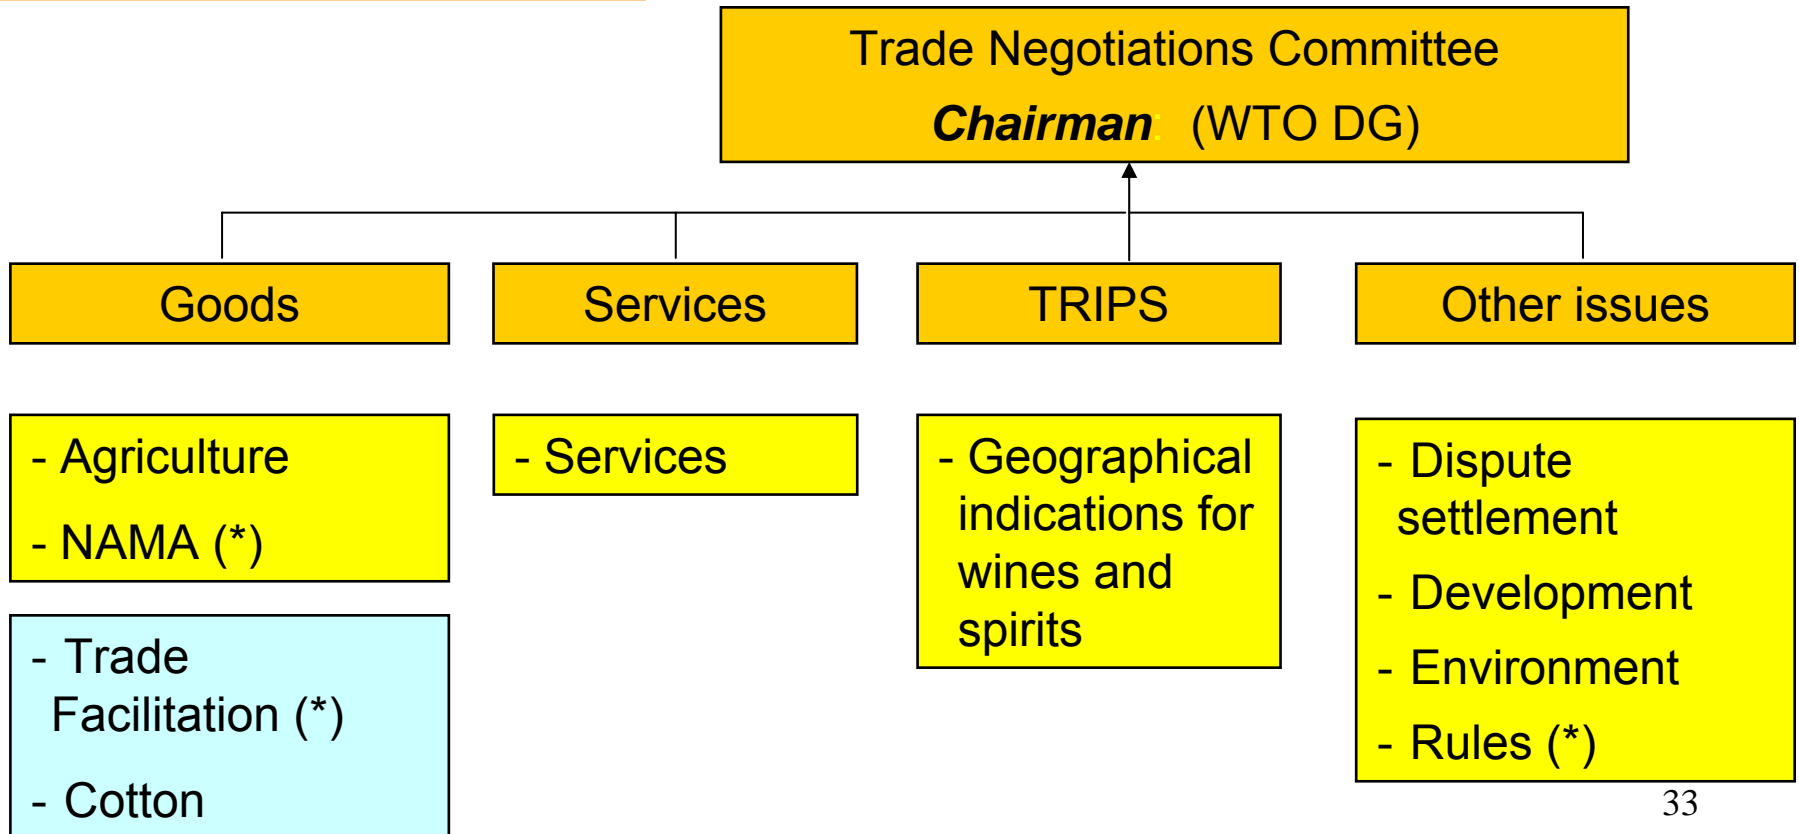 Trade Negotiations Committee
Chairman: (WTO DG)
Goods
Services
TRIPS
Other issues
- Agriculture
- NAMA (*)
- Trade
Facilitation (*)
- Cotton
- Services
- Geographical
indications for
wines and
spirits
- Dispute
settlement
- Development
- Environment
- Rules (*)
33